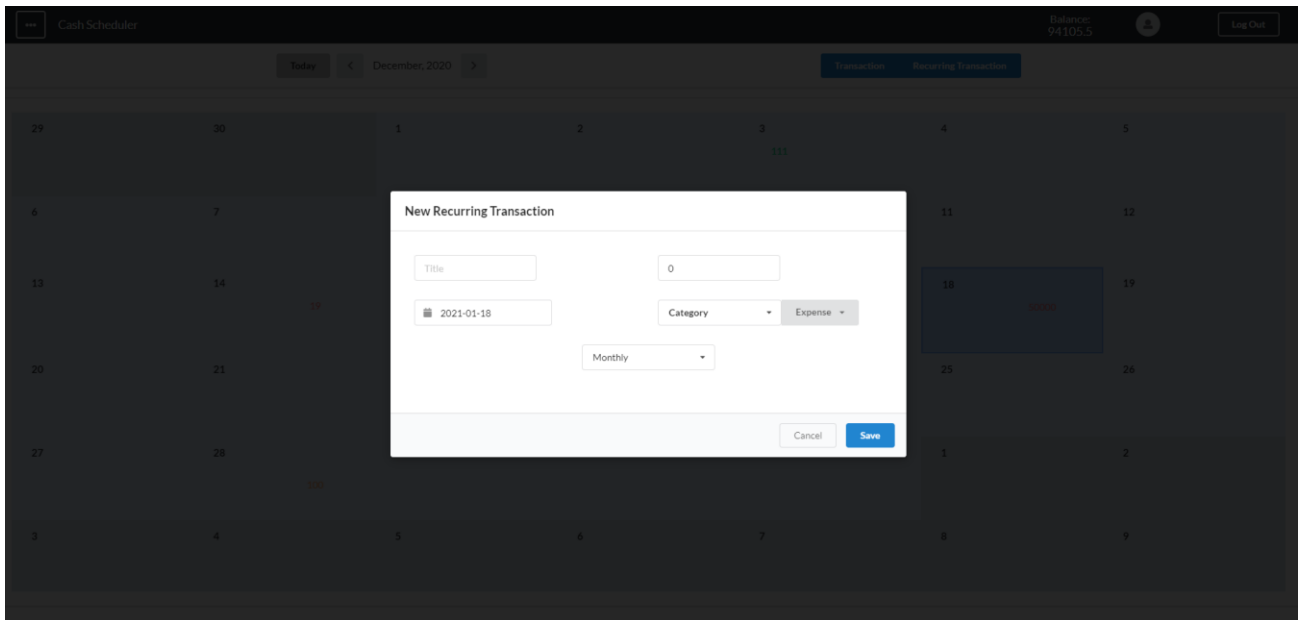 Cash Scheduler
Balance:
94105.5
Log Out
Today
December, 2020
Transaction
Recurring Transaction
29 30 1 2 3 4 5
6 7 11 12
13 14 18 19
20 21 25 26
27 28 1 2
3 4 5 6 7 8 9
New Recurring Transaction
Title
0
2021-01-18
Category
Expense
Monthly
Cancel
Save